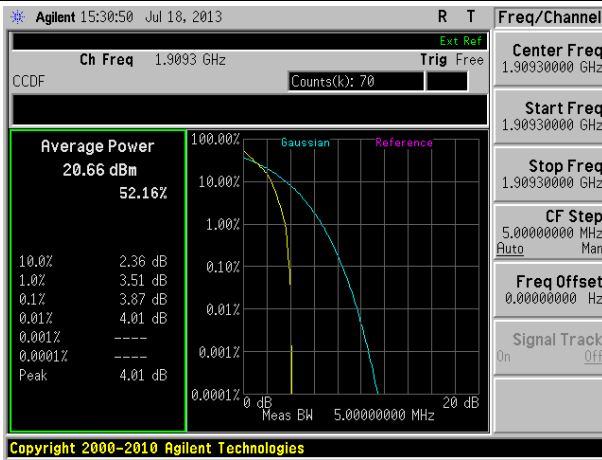 Agilent 15:30:50 Jul 18, 2013 R T
Ext Ref
Ch Freq 1.9093 GHz Trig Free
CCDF Counts(k): 70
Average Power
20.66 dBm
52.16%
10.0% 2.36 dB
1.0% 3.51 dB
0.1% 3.87 dB
0.01% 4.01 dB
0.001% ----
0.0001% ----
Peak 4.01 dB
100.00%
Gaussian Reference
10.00%
1.00%
0.10%
0.01%
0.001%
0.0001%
0 dB 20 dB
Meas BW 5.00000000 MHz
Freq/Channel
Center Freq
1.90930000 GHz
Start Freq
1.90930000 GHz
Stop Freq
1.90930000 GHz
CF Step
5.00000000 MHz
Auto Man
Freq Offset
0.00000000 Hz
Signal Track
On Off
Copyright 2000-2010 Agilent Technologies